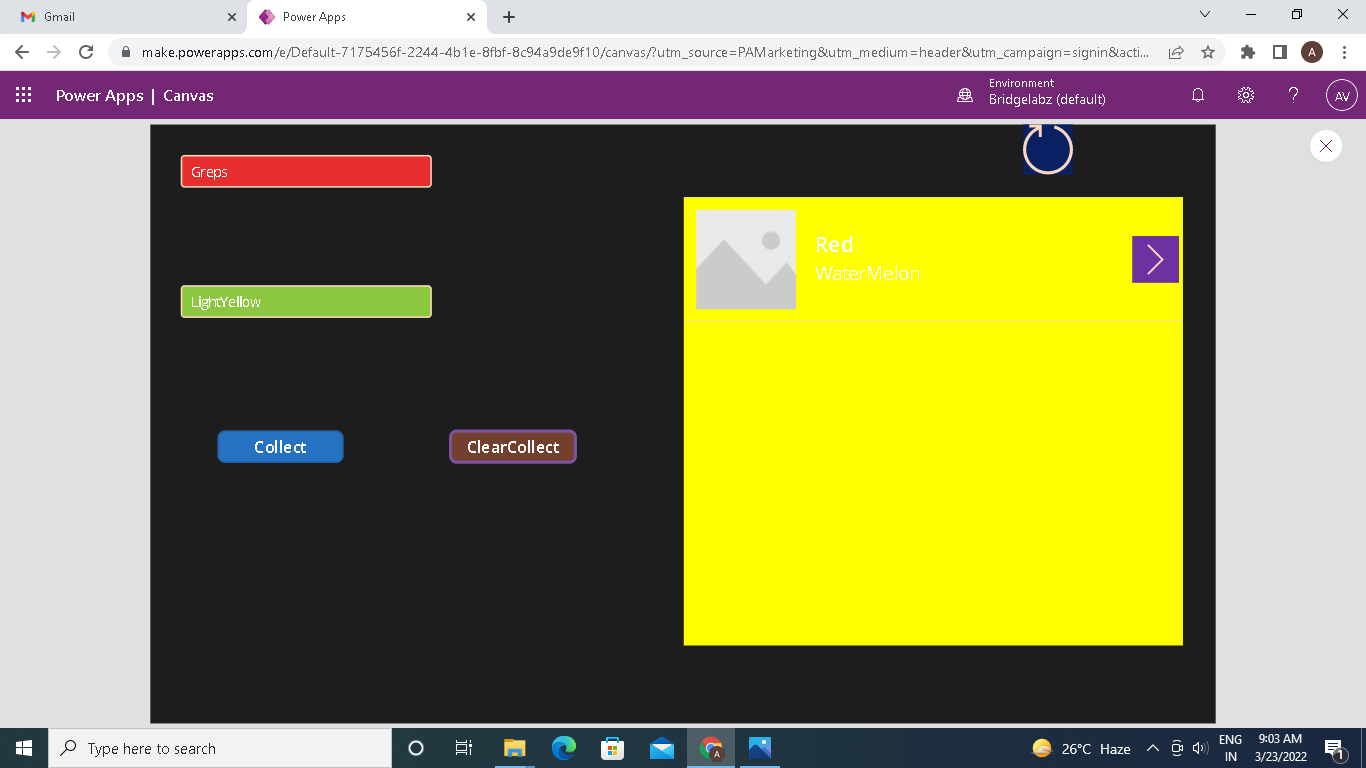 Gmail
Power Apps
make.powerapps.com/e/Default-7175456f-2244-4b1e-8fbf-8c94a9de9f10/canvas/?utm_source=PAMarketing&utm_medium=header&utm_campaign=signin&acti...
A
Power Apps | Canvas
Environment
Bridgelabz (default)
?
AV
Greps
Red
WaterMelon
LightYellow
Collect
ClearCollect
Type here to search
A
26°C Haze
ENG
IN
9:03 AM
3/23/2022
1